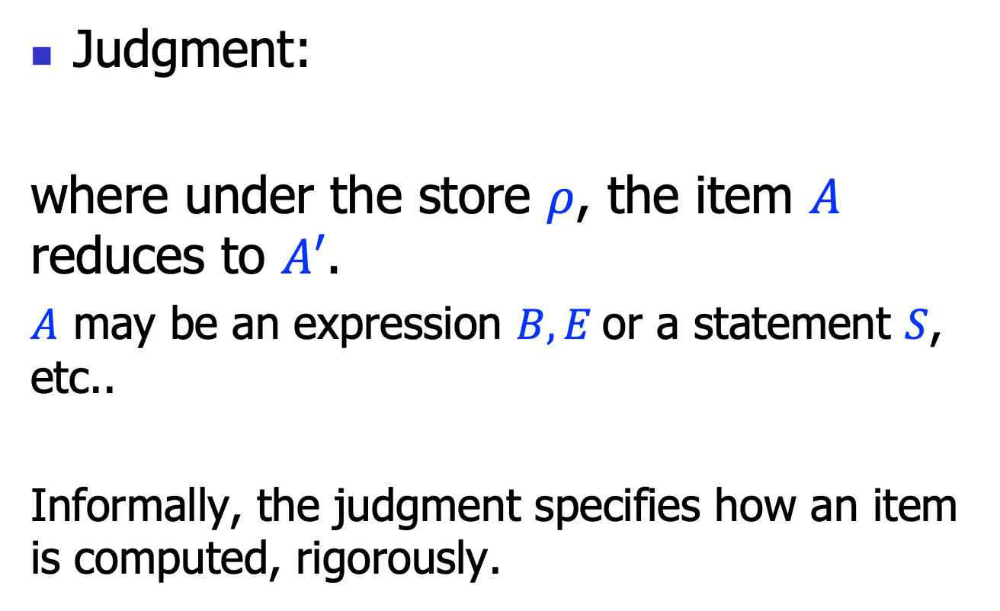 ▪ Judgment:
where under the store ρ, the item A
reduces to A′.
A may be an expression B, E or a statement S,
etc..
Informally, the judgment specifies how an item
is computed, rigorously.